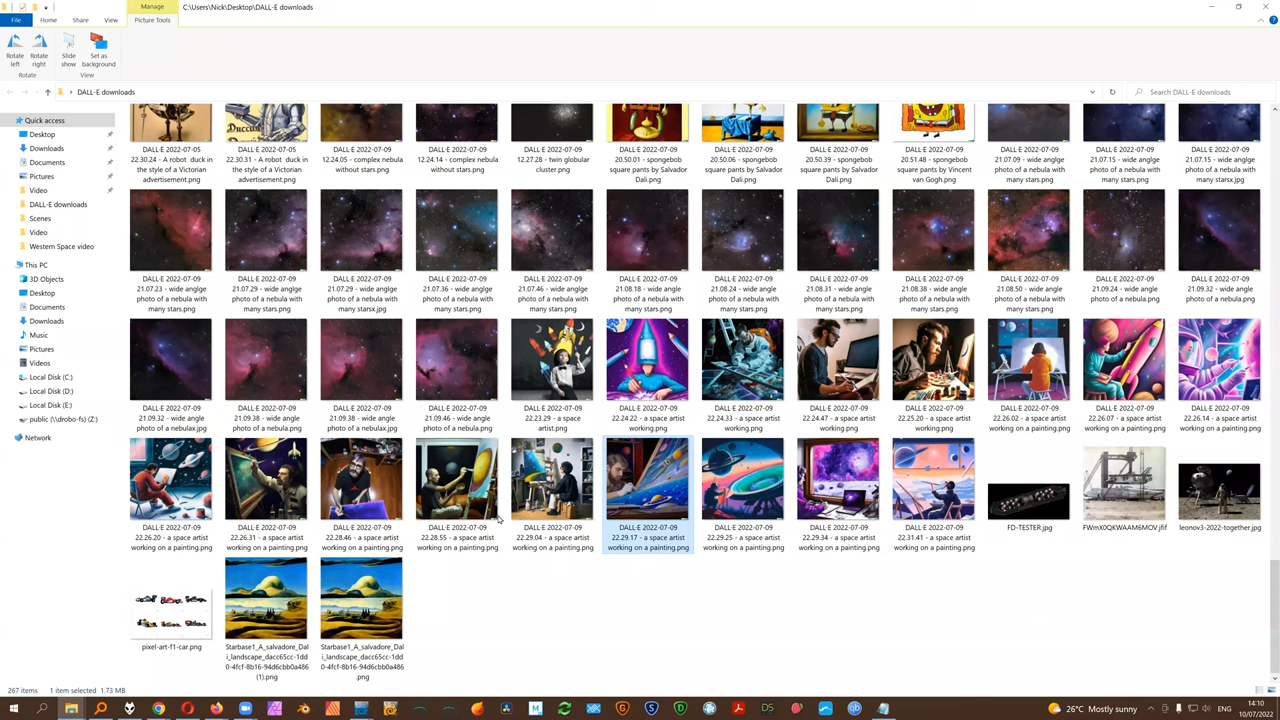 Manage
C:\Users\Nick\Desktop\DALL-E downloads
File
Home
Share
View
Picture Tools
Rotate left
Rotate right
Slide show
Set as background
Rotate
View
DALL-E downloads
Search DALL-E downloads
Quick access
Desktop
Downloads
Documents
Pictures
Video
DALL-E downloads
Scenes
Video
Western Space video
This PC
3D Objects
Desktop
Documents
Downloads
Music
Pictures
Videos
Local Disk (C:)
Local Disk (D:)
Local Disk (E:)
public (\\drobo-fs) (Z:)
Network
DALL·E 2022-07-05 22.30.24 - A robot duck in the style of a Victorian advertisement.png
DALL·E 2022-07-05 22.30.31 - A robot duck in the style of a Victorian advertisement.png
DALL·E 2022-07-09 12.24.05 - complex nebula without stars.png
DALL·E 2022-07-09 12.24.14 - complex nebula without stars.png
DALL·E 2022-07-09 12.27.28 - twin globular cluster.png
DALL·E 2022-07-09 20.50.01 - spongebob square pants by Salvador Dali.png
DALL·E 2022-07-09 20.50.06 - spongebob square pants by Salvador Dali.png
DALL·E 2022-07-09 20.50.39 - spongebob square pants by Salvador Dali.png
DALL·E 2022-07-09 20.51.48 - spongebob square pants by Vincent van Gogh.png
DALL·E 2022-07-09 21.07.09 - wide anglge photo of a nebula with many stars.png
DALL·E 2022-07-09 21.07.15 - wide anglge photo of a nebula with many stars.png
DALL·E 2022-07-09 21.07.15 - wide anglge photo of a nebula with many starsx.jpg
DALL·E 2022-07-09 21.07.23 - wide anglge photo of a nebula with many stars.png
DALL·E 2022-07-09 21.07.29 - wide anglge photo of a nebula with many stars.png
DALL·E 2022-07-09 21.07.29 - wide anglge photo of a nebula with many starsx.jpg
DALL·E 2022-07-09 21.07.36 - wide anglge photo of a nebula with many stars.png
DALL·E 2022-07-09 21.07.46 - wide anglge photo of a nebula with many stars.png
DALL·E 2022-07-09 21.08.18 - wide anglge photo of a nebula with many stars.png
DALL·E 2022-07-09 21.08.24 - wide anglge photo of a nebula with many stars.png
DALL·E 2022-07-09 21.08.31 - wide anglge photo of a nebula with many stars.png
DALL·E 2022-07-09 21.08.38 - wide anglge photo of a nebula with many stars.png
DALL·E 2022-07-09 21.08.50 - wide anglge photo of a nebula with many stars.png
DALL·E 2022-07-09 21.09.24 - wide angle photo of a nebula.png
DALL·E 2022-07-09 21.09.32 - wide angle photo of a nebula.png
DALL·E 2022-07-09 21.09.32 - wide angle photo of a nebulax.jpg
DALL·E 2022-07-09 21.09.38 - wide angle photo of a nebula.png
DALL·E 2022-07-09 21.09.38 - wide angle photo of a nebulax.jpg
DALL·E 2022-07-09 21.09.46 - wide angle photo of a nebula.png
DALL·E 2022-07-09 22.23.29 - a space artist.png
DALL·E 2022-07-09 22.24.22 - a space artist working.png
DALL·E 2022-07-09 22.24.33 - a space artist working.png
DALL·E 2022-07-09 22.24.47 - a space artist working.png
DALL·E 2022-07-09 22.25.20 - a space artist working.png
DALL·E 2022-07-09 22.26.02 - a space artist working on a painting.png
DALL·E 2022-07-09 22.26.07 - a space artist working on a painting.png
DALL·E 2022-07-09 22.26.14 - a space artist working on a painting.png
DALL·E 2022-07-09 22.26.20 - a space artist working on a painting.png
DALL·E 2022-07-09 22.26.31 - a space artist working on a painting.png
DALL·E 2022-07-09 22.28.46 - a space artist working on a painting.png
DALL·E 2022-07-09 22.28.55 - a space artist working on a painting.png
DALL·E 2022-07-09 22.29.04 - a space artist working on a painting.png
DALL·E 2022-07-09 22.29.17 - a space artist working on a painting.png
DALL·E 2022-07-09 22.29.25 - a space artist working on a painting.png
DALL·E 2022-07-09 22.29.34 - a space artist working on a painting.png
DALL·E 2022-07-09 22.31.41 - a space artist working on a painting.png
FD-TESTER.jpg
FWmX0QKWAAM6MOV.jfif
leonov3-2022-together.jpg
pixel-art-f1-car.png
Starbase1_A_salvadore_Dali_landscape_dacc65cc-1dd0-4fcf-8b16-94d6cbb0a486 (1).png
Starbase1_A_salvadore_Dali_landscape_dacc65cc-1dd0-4fcf-8b16-94d6cbb0a486.png
267 items
1 item selected 1.73 MB
26°C Mostly sunny
ENG
14:10
10/07/2022